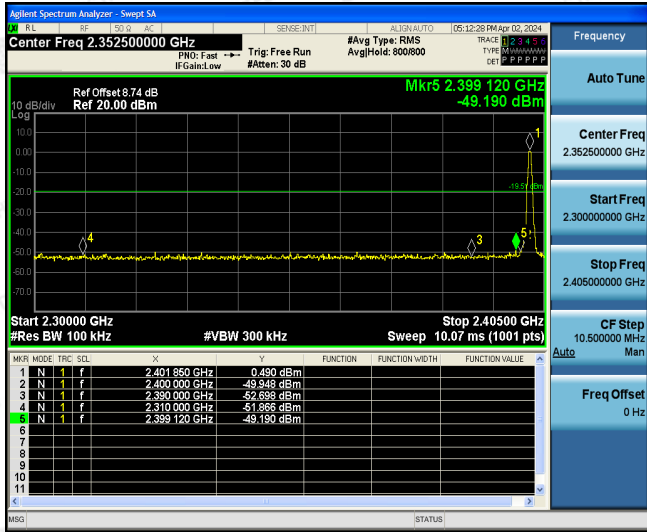 Agilent Spectrum Analyzer - Swept SA
RL RF 50 Ω AC SENSE:INT ALIGN AUTO 05:12:28 PM Apr 02, 2024
Center Freq 2.352500000 GHz
PNO: Fast
IFGain:Low
Trig: Free Run
#Atten: 30 dB
#Avg Type: RMS
Avg|Hold: 800/800
TRACE 1 2 3 4 5 6
TYPE M
DET P P P P P P
Frequency
Auto Tune
Center Freq
2.352500000 GHz
Start Freq
2.300000000 GHz
Stop Freq
2.405000000 GHz
CF Step
10.500000 MHz
Auto Man
Freq Offset
0 Hz
Mkr5 2.399 120 GHz
-49.190 dBm
Ref Offset 8.74 dB
10 dB/div Ref 20.00 dBm
Log
10.0
0.00
-10.0
-20.0
-30.0
-40.0
-50.0
-60.0
-70.0
1
-19.51 dBm
4
3
5
Start 2.30000 GHz Stop 2.40500 GHz
#Res BW 100 kHz #VBW 300 kHz Sweep 10.07 ms (1001 pts)
MKR MODE TRC SCL X Y FUNCTION FUNCTION WIDTH FUNCTION VALUE
1 N 1 f 2.401 850 GHz 0.490 dBm
2 N 1 f 2.400 000 GHz -49.948 dBm
3 N 1 f 2.390 000 GHz -52.698 dBm
4 N 1 f 2.310 000 GHz -51.866 dBm
5 N 1 f 2.399 120 GHz -49.190 dBm
6
7
8
9
10
11
MSG STATUS